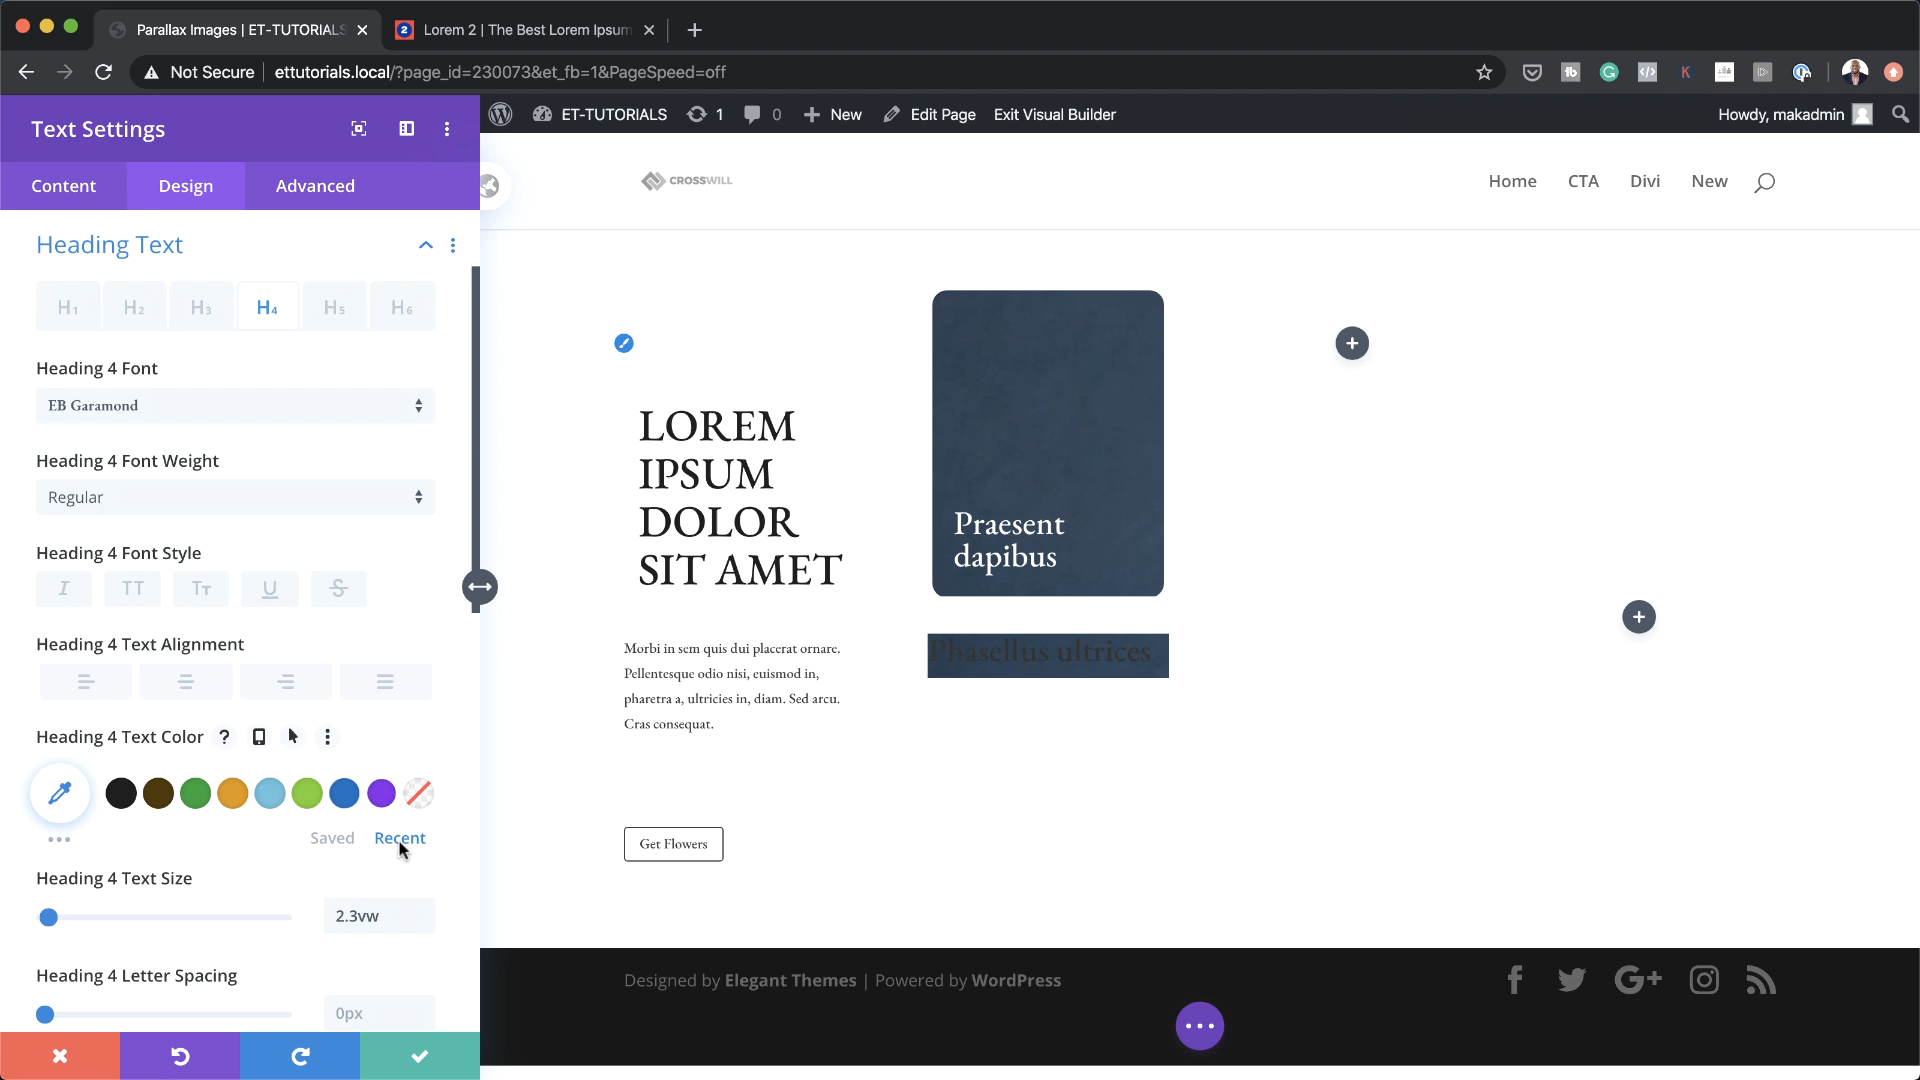 Parallax Images | ET-TUTORIALS
Lorem 2 | The Best Lorem Ipsum
Not Secure
ettutorials.local/?page_id=230073&et_fb=1&PageSpeed=off
Text Settings
ET-TUTORIALS
1
0
New
Edit Page
Exit Visual Builder
Howdy, makadmin
Content
Design
Advanced
CROSSWILL
Home
CTA
Divi
New
Heading Text
H1
H2
H3
H4
H5
H6
Heading 4 Font
EB Garamond
Heading 4 Font Weight
Regular
Heading 4 Font Style
I
TT
Tт
U
S
Heading 4 Text Alignment
Heading 4 Text Color
?
Saved
Recent
Heading 4 Text Size
2.3vw
Heading 4 Letter Spacing
0px
LOREM
IPSUM
DOLOR
SIT AMET
Morbi in sem quis dui placerat ornare.
Pellentesque odio nisi, euismod in,
pharetra a, ultricies in, diam. Sed arcu.
Cras consequat.
Get Flowers
Praesent
dapibus
Phasellus ultrices
Designed by Elegant Themes | Powered by WordPress